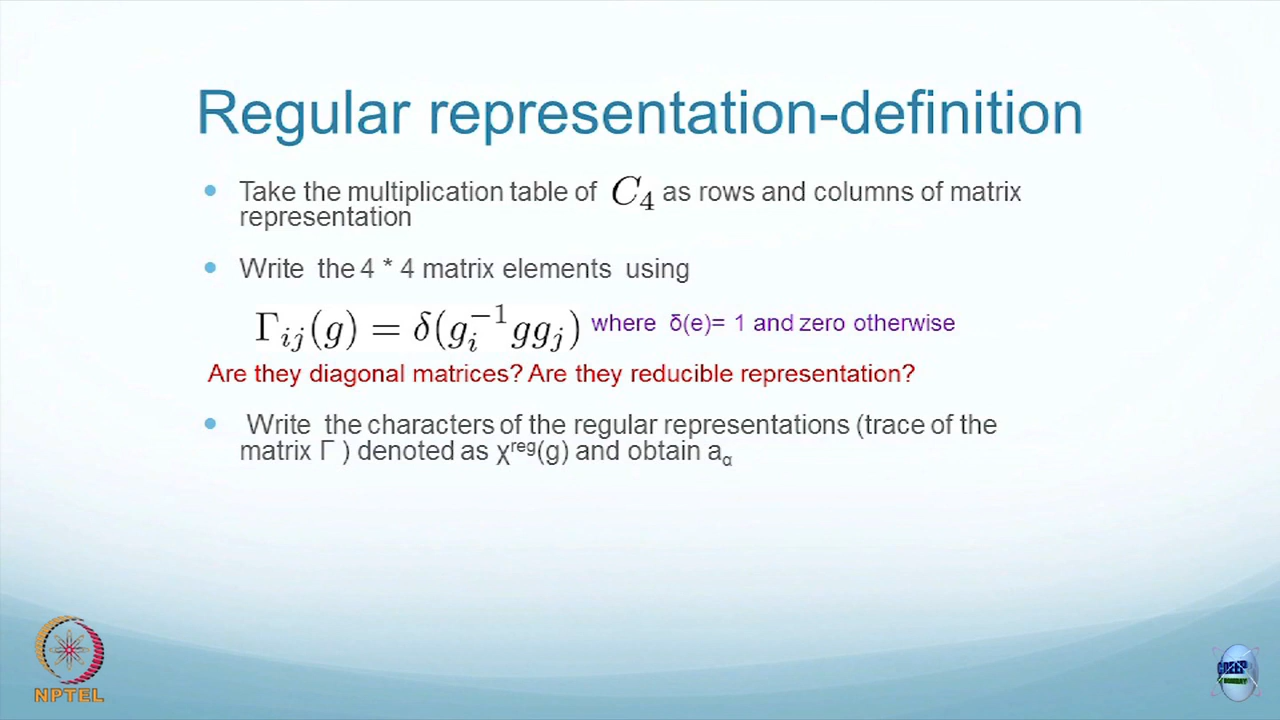 Regular representation-definition
• Take the multiplication table of C₄ as rows and columns of matrix
representation
• Write the 4 * 4 matrix elements using
Γᵢⱼ(g) = δ(gᵢ⁻¹ggⱼ) where δ(e)= 1 and zero otherwise
Are they diagonal matrices? Are they reducible representation?
• Write the characters of the regular representations (trace of the
matrix Γ ) denoted as χʳᵉᵍ(g) and obtain aα
NPTEL
CDEEP
BOMBAY